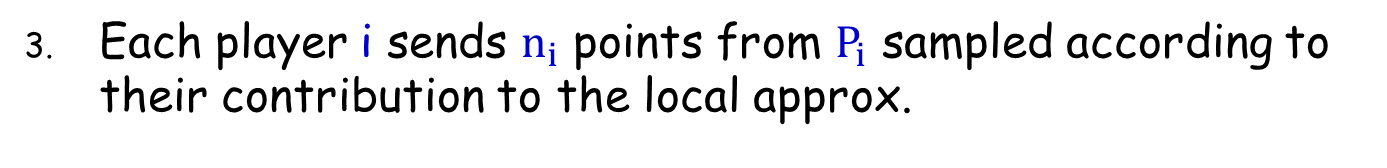 3. Each player i sends nᵢ points from Pᵢ sampled according to
their contribution to the local approx.